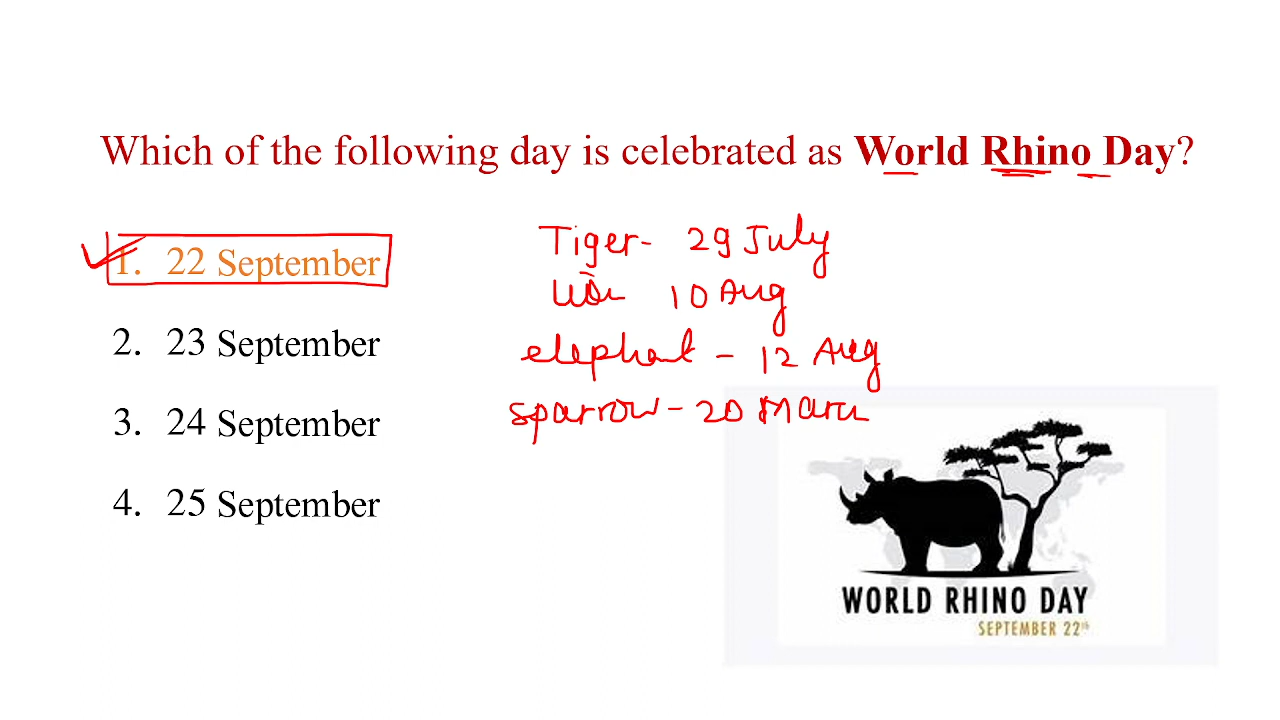 Which of the following day is celebrated as World Rhino Day?
1. 22 September
2. 23 September
3. 24 September
4. 25 September
Tiger- 29 July
10 Aug
elephant - 12 Aug
sparrow - 20 March
WORLD RHINO DAY
SEPTEMBER 22th